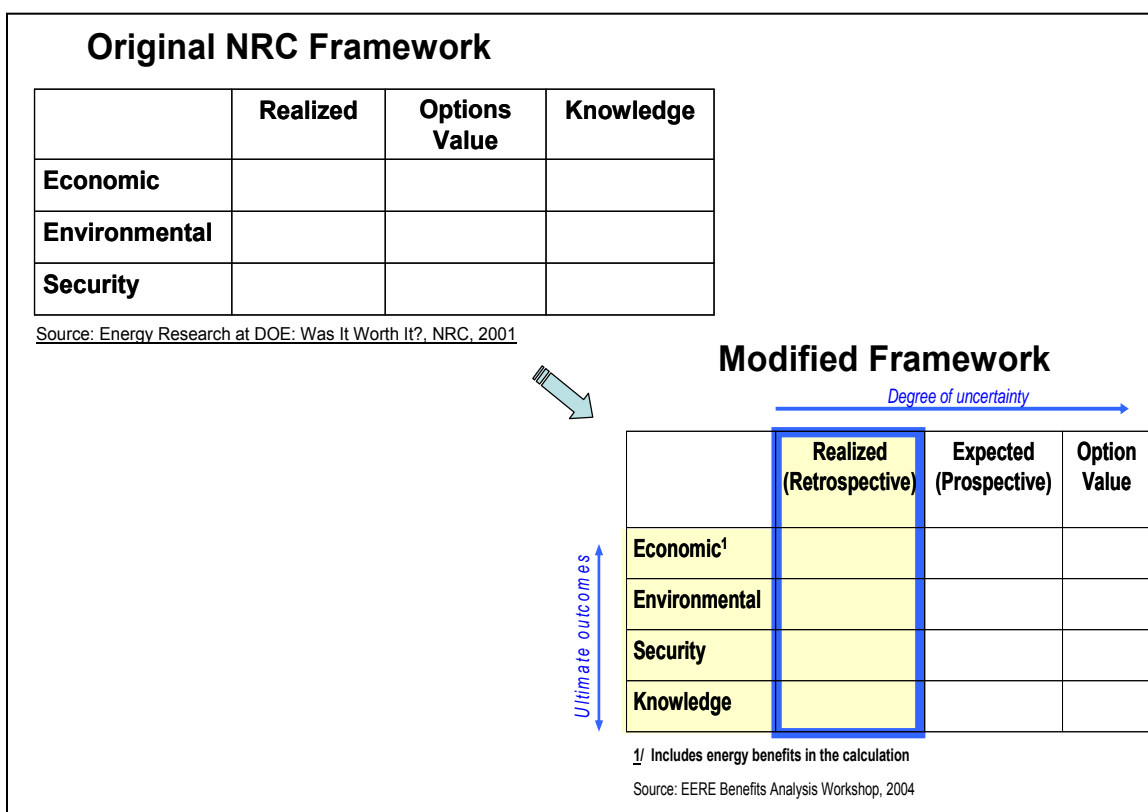 Original NRC Framework
Realized
Options
Value
Knowledge
Economic
Environmental
Security
Source: Energy Research at DOE: Was It Worth It?, NRC, 2001
Modified Framework
Degree of uncertainty
Realized
(Retrospective)
Expected
(Prospective)
Option
Value
Ultimate outcomes
Economic¹
Environmental
Security
Knowledge
1/ Includes energy benefits in the calculation
Source: EERE Benefits Analysis Workshop, 2004